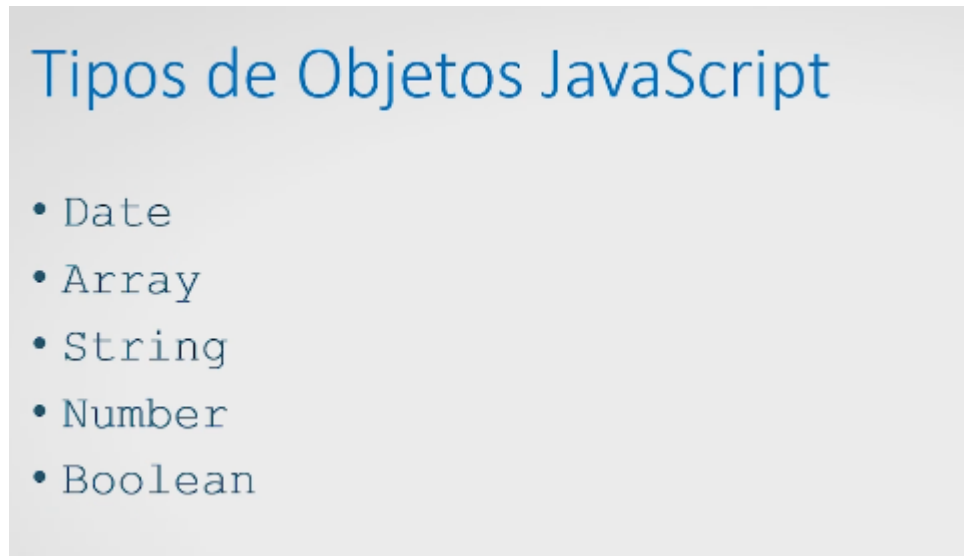 Tipos de Objetos JavaScript
• Date
• Array
• String
• Number
• Boolean